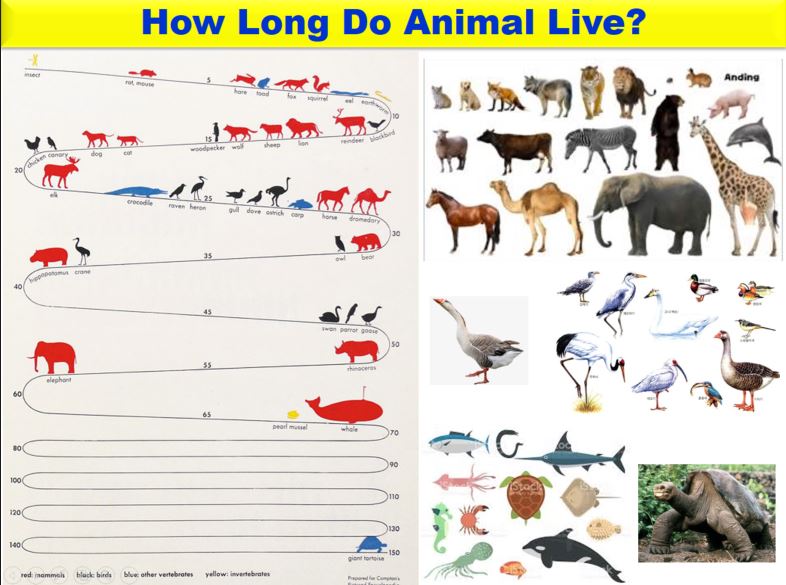 How Long Do Animal Live?
insect
rat, mouse
5
hare toad fox squirrel eel earthworm
10
chicken canary dog cat
15
woodpecker wolf sheep lion reindeer blackbird
20
elk crocodile raven heron
25
gull dove ostrich carp horse dromedary
30
hippopotamus crane
35
owl bear
40
45
swan parrot goose
50
elephant
55
rhinoceros
60
65
pearl mussel whale
70
80
90
100
110
120
130
140
giant tortoise
150
red: mammals black: birds blue: other vertebrates yellow: invertebrates
Prepared for Compton's
Anding
iStock